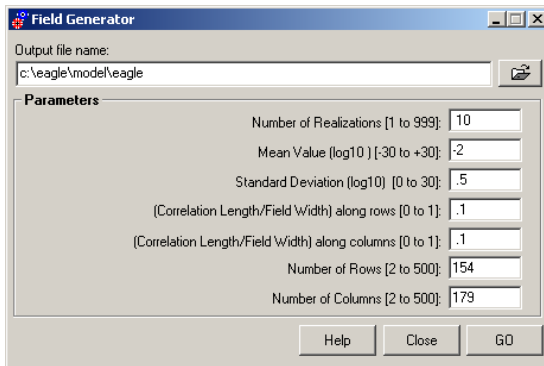 Field Generator
Output file name:
c:\eagle\model\eagle
Parameters
Number of Realizations [1 to 999]: 10
Mean Value (log10 ) [-30 to +30]: -2
Standard Deviation (log10) [0 to 30]: .5
(Correlation Length/Field Width) along rows [0 to 1]: .1
(Correlation Length/Field Width) along columns [0 to 1]: .1
Number of Rows [2 to 500]: 154
Number of Columns [2 to 500]: 179
Help Close GO